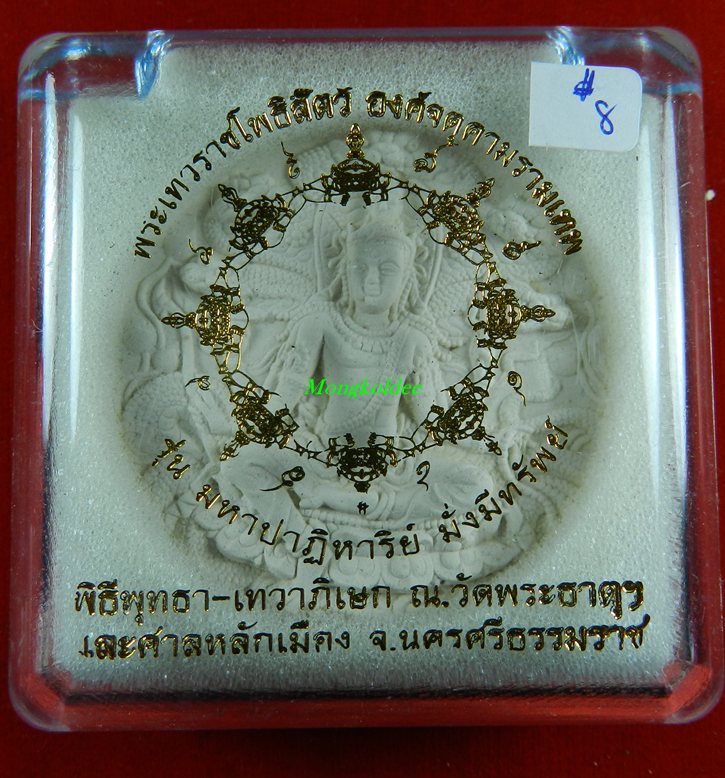 พระเทวราชโพธิสัตว์ องค์จตุคามรามเทพ
# 8
Mongkoldee
รุ่น มหาปาฏิหาริย์ มั่งมีทรัพย์
พิธีพุทธา-เทวาภิเษก ณ.วัดพระธาตุฯ
และศาลหลักเมือง จ.นครศรีธรรมราช